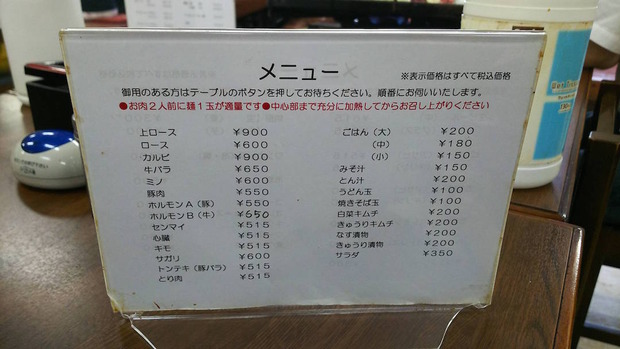 メニュー
※表示価格はすべて税込価格
御用のある方はテーブルのボタンを押してお待ちください。順番にお伺いいたします。
●お肉2人前に麺1玉が適量です●中心部まで充分に加熱してからお召し上がりください
上ロース ¥900
ロース ¥600
カルビ ¥900
牛バラ ¥650
ミノ ¥600
豚肉 ¥550
ホルモンA(豚) ¥550
ホルモンB(牛) ¥650
センマイ ¥515
心臓 ¥515
キモ ¥515
サガリ ¥600
トンテキ(豚バラ) ¥515
とり肉 ¥515
ごはん(大) ¥200
(中) ¥180
(小) ¥150
みそ汁 ¥150
とん汁 ¥200
うどん玉 ¥100
焼きそば玉 ¥100
白菜キムチ ¥200
きゅうりキムチ ¥200
なす漬物 ¥200
きゅうり漬物 ¥200
サラダ ¥350